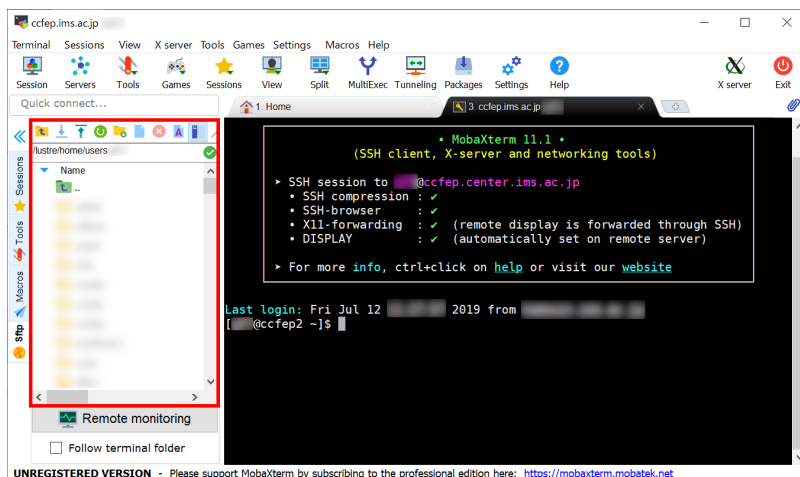 ccfep.ims.ac.jp
Terminal Sessions View X server Tools Games Settings Macros Help
Session Servers Tools Games Sessions View Split MultiExec Tunneling Packages Settings Help X server Exit
Quick connect...
1. Home
3. ccfep.ims.ac.jp
/lustre/home/users
Name
..
Sessions
Tools
Macros
Sftp
• MobaXterm 11.1 •
(SSH client, X-server and networking tools)
➤ SSH session to @ccfep.center.ims.ac.jp
• SSH compression : ✔
• SSH-browser : ✔
• X11-forwarding : ✔ (remote display is forwarded through SSH)
• DISPLAY : ✔ (automatically set on remote server)
➤ For more info, ctrl+click on help or visit our website
Last login: Fri Jul 12 2019 from
[ @ccfep2 ~]$
Remote monitoring
Follow terminal folder
UNREGISTERED VERSION - Please support MobaXterm by subscribing to the professional edition here: https://mobaxterm.mobatek.net